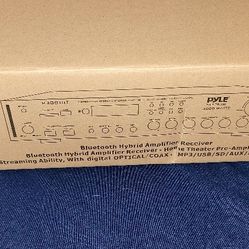 PYLE
Bluetooth Hybrid Amplifier Receiver
Bluetooth Hybrid Amplifier Receiver - Home Theater Pre-Ampl
Streaming Ability, With digital OPTICAL/COAX - MP3/USB/SD/AUX/